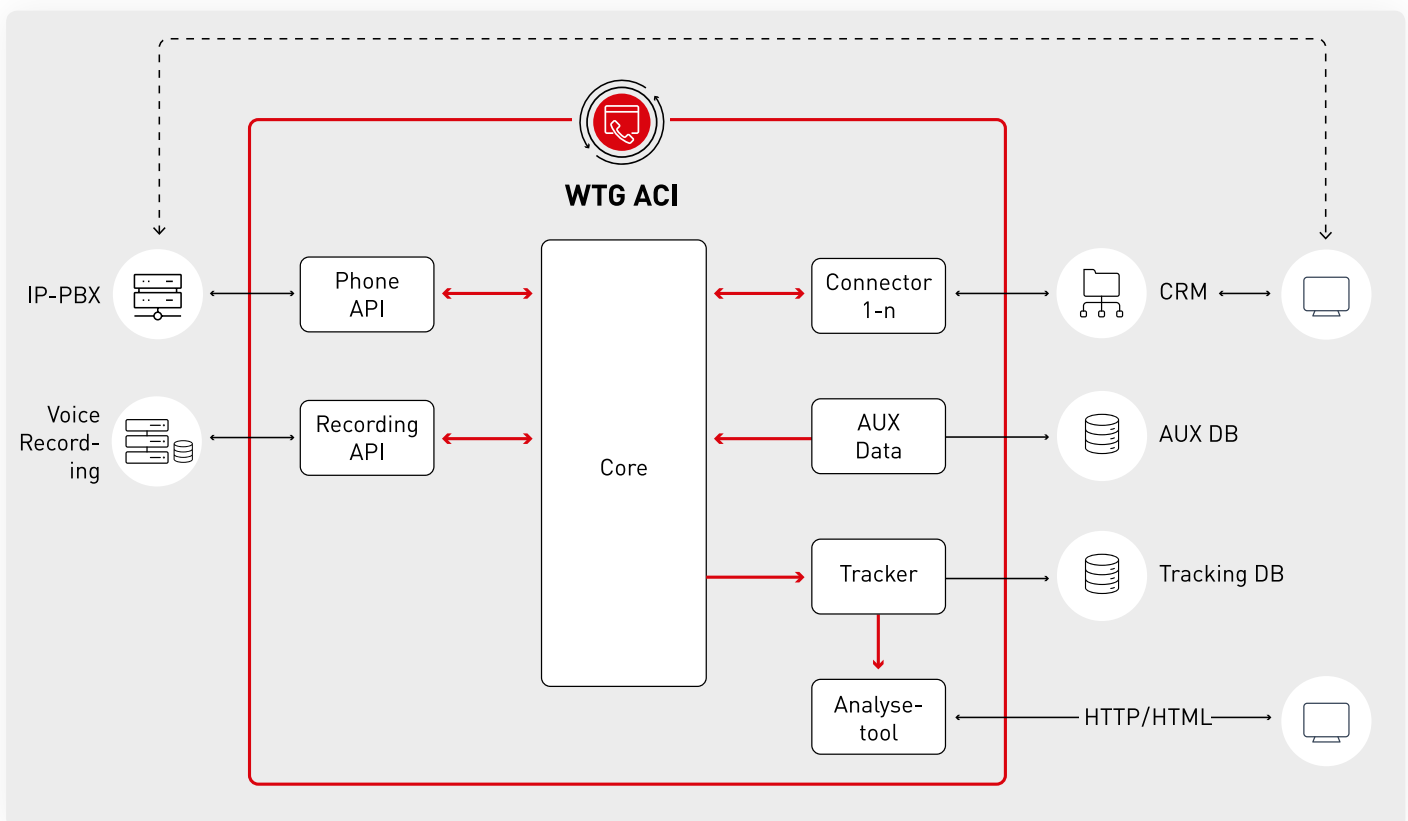 WTG ACI
IP-PBX
Phone
API
Connector
1-n
CRM
Voice
Record-
ing
Recording
API
Core
AUX
Data
AUX DB
Tracker
Tracking DB
Analyse-
tool
HTTP/HTML